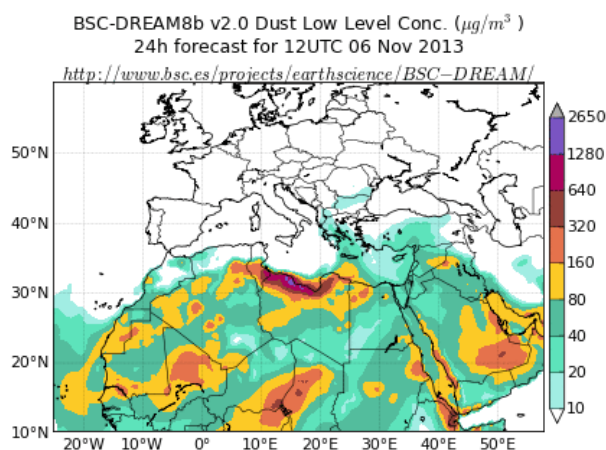 BSC-DREAM8b v2.0 Dust Low Level Conc. (μg/m³ )
24h forecast for 12UTC 06 Nov 2013
http://www.bsc.es/projects/earthscience/BSC−DREAM/
2650
1280
640
320
160
80
40
20
10
50°N
40°N
30°N
20°N
10°N
20°W 10°W 0° 10°E 20°E 30°E 40°E 50°E